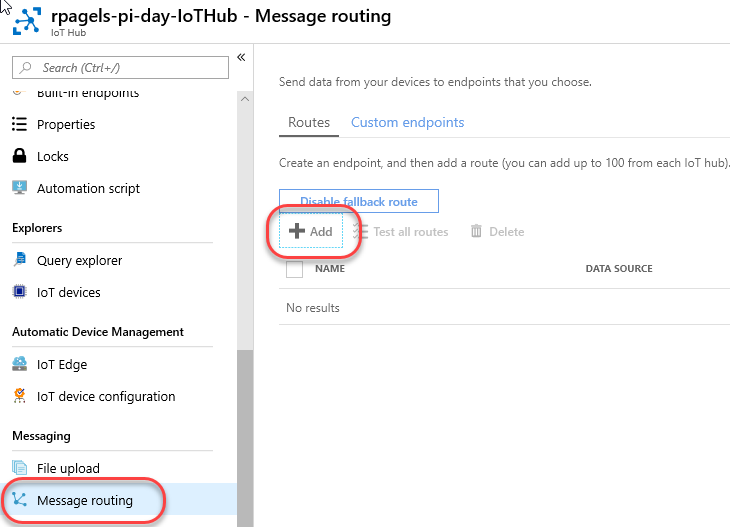 rpagels-pi-day-IoTHub - Message routing
IoT Hub
Search (Ctrl+/)
«
Built-in endpoints
Properties
Locks
Automation script
Explorers
Query explorer
IoT devices
Automatic Device Management
IoT Edge
IoT device configuration
Messaging
File upload
Message routing
Send data from your devices to endpoints that you choose.
Routes Custom endpoints
Create an endpoint, and then add a route (you can add up to 100 from each IoT hub).
Disable fallback route
Add Test all routes Delete
NAME DATA SOURCE
No results